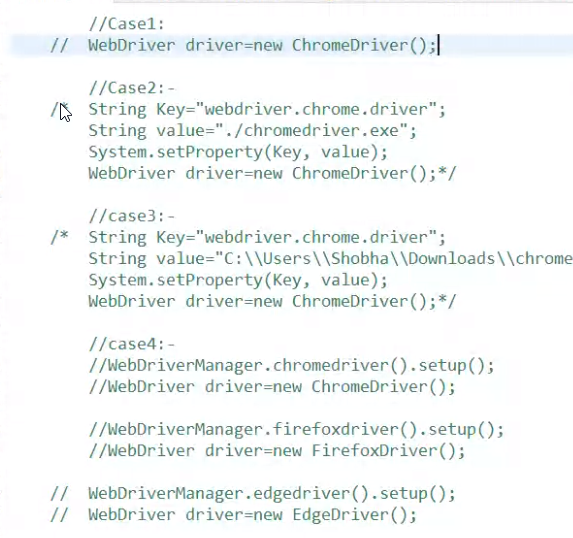 //Case1:
// WebDriver driver=new ChromeDriver();
//Case2:-
/* String Key="webdriver.chrome.driver";
String value="./chromedriver.exe";
System.setProperty(Key, value);
WebDriver driver=new ChromeDriver();*/
//case3:-
/* String Key="webdriver.chrome.driver";
String value="C:\\Users\\Shobha\\Downloads\\chrome
System.setProperty(Key, value);
WebDriver driver=new ChromeDriver();*/
//case4:-
//WebDriverManager.chromedriver().setup();
//WebDriver driver=new ChromeDriver();
//WebDriverManager.firefoxdriver().setup();
//WebDriver driver=new FirefoxDriver();
// WebDriverManager.edgedriver().setup();
// WebDriver driver=new EdgeDriver();